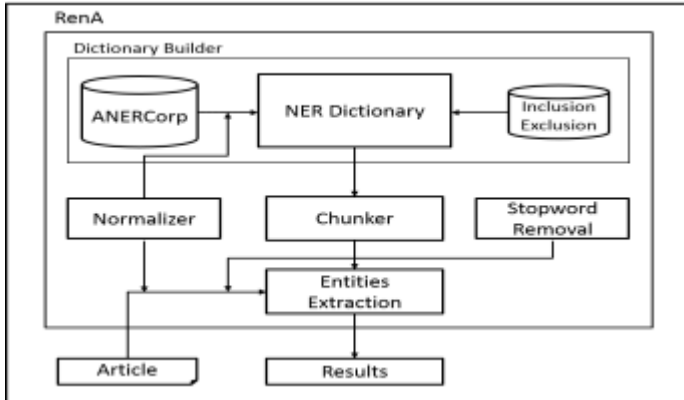 RenA
Dictionary Builder
ANERCorp
NER Dictionary
Inclusion
Exclusion
Normalizer
Chunker
Stopword
Removal
Entities
Extraction
Article
Results